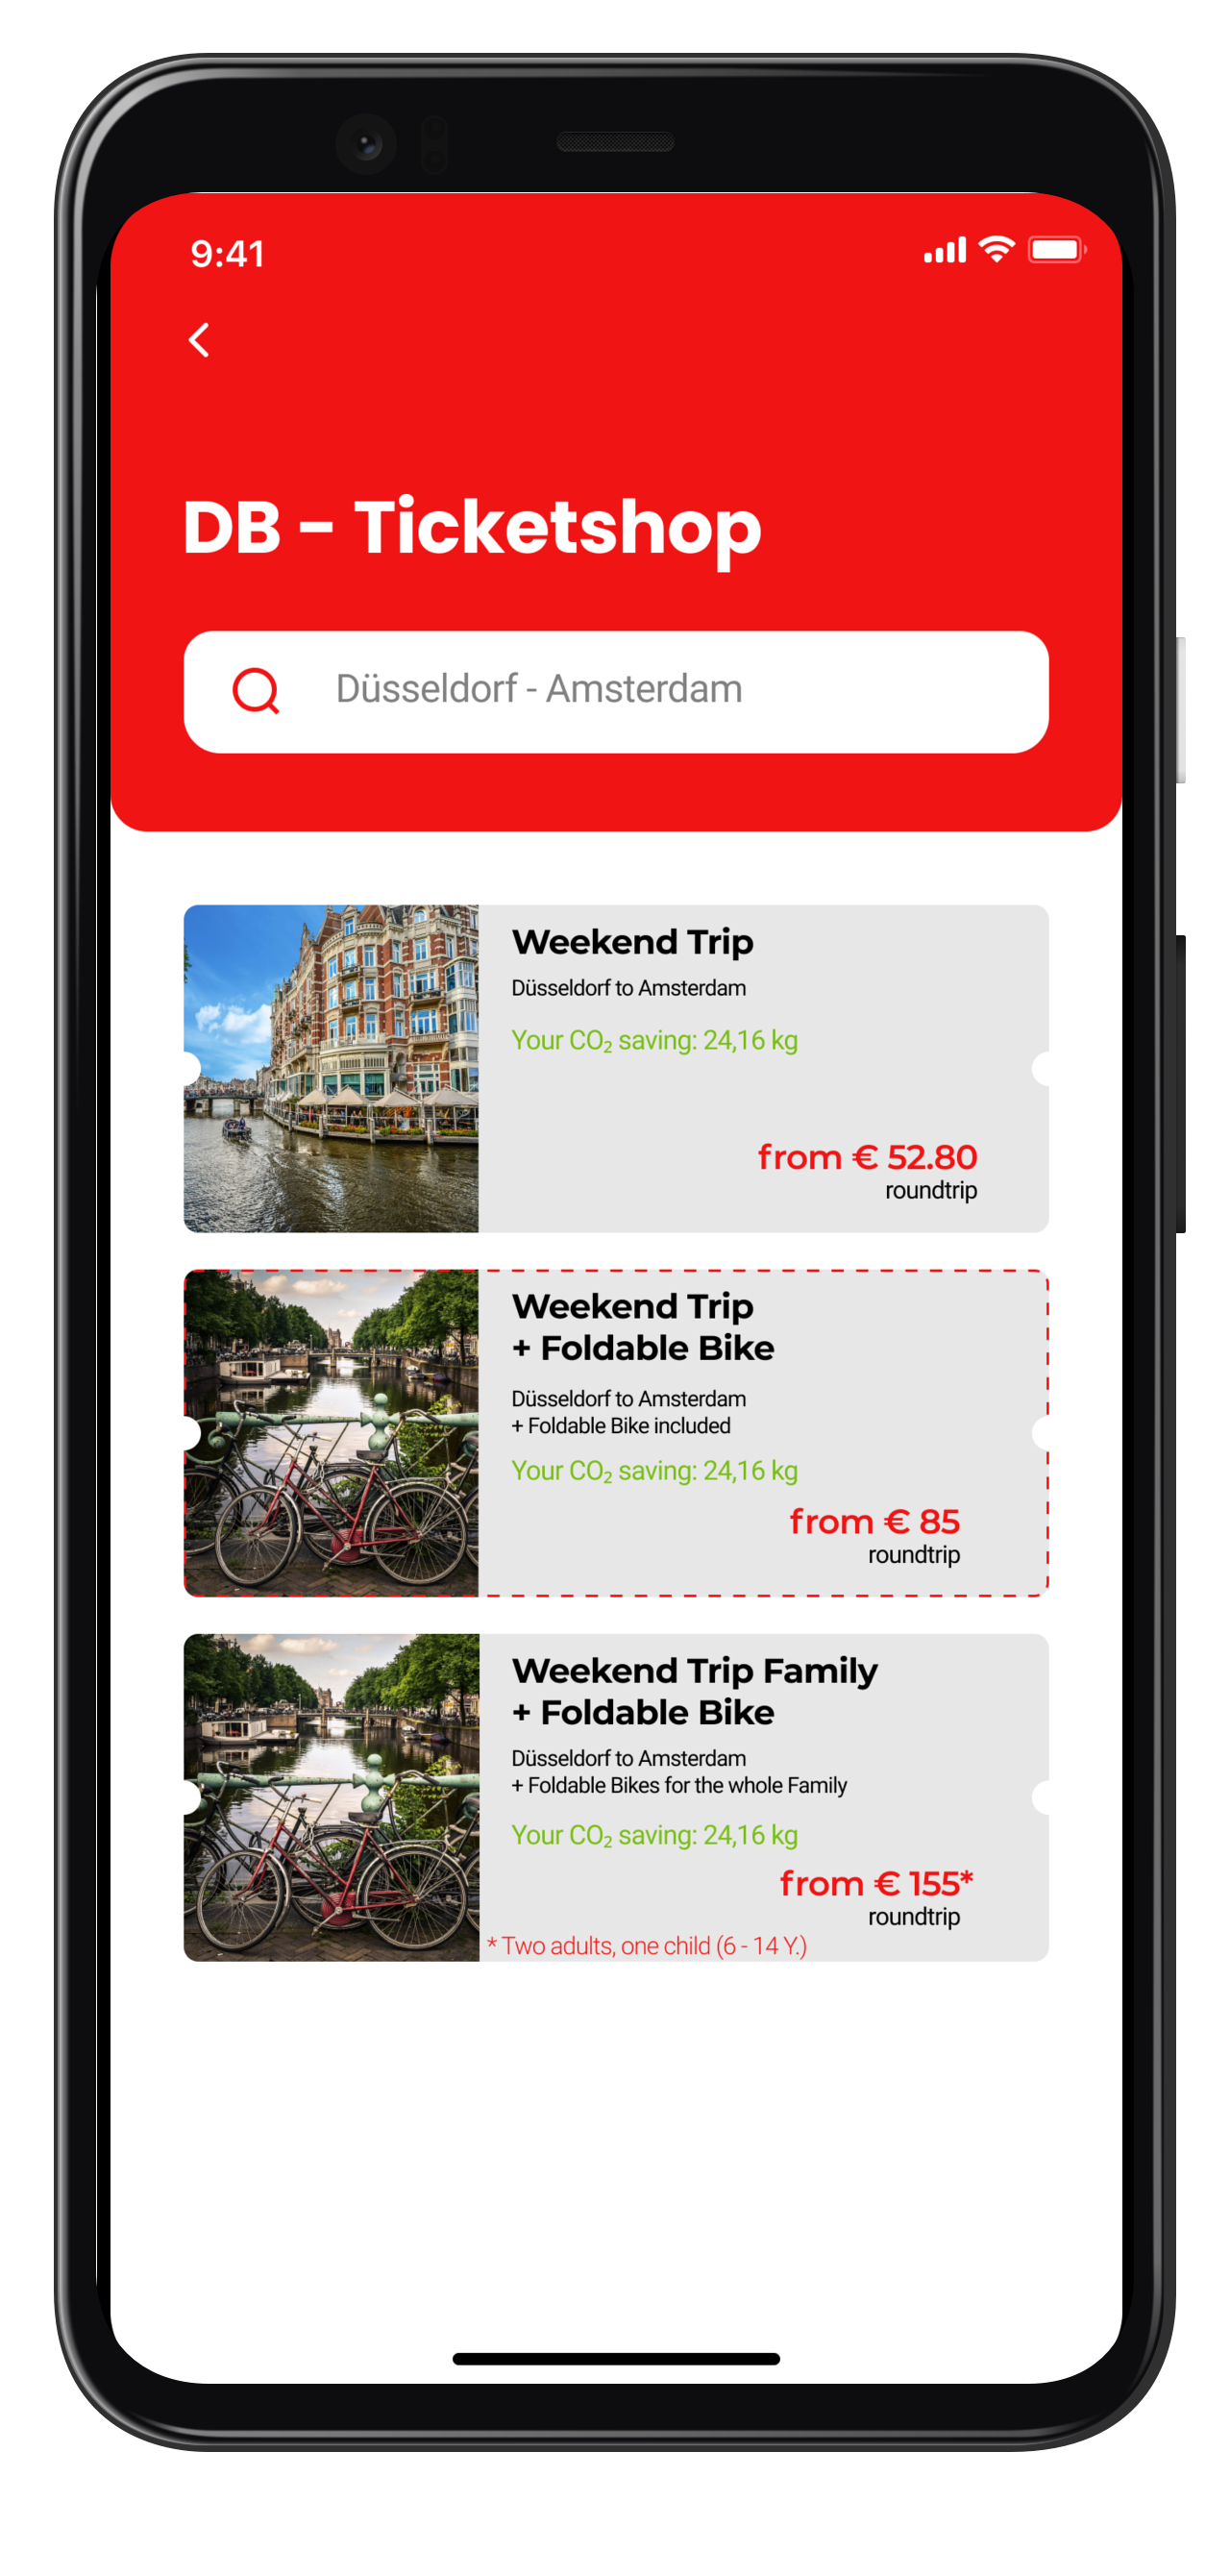 9:41
DB - Ticketshop
Düsseldorf - Amsterdam
Weekend Trip
Düsseldorf to Amsterdam
Your CO₂ saving: 24,16 kg
from € 52.80
roundtrip
Weekend Trip
+ Foldable Bike
Düsseldorf to Amsterdam
+ Foldable Bike included
Your CO₂ saving: 24,16 kg
from € 85
roundtrip
Weekend Trip Family
+ Foldable Bike
Düsseldorf to Amsterdam
+ Foldable Bikes for the whole Family
Your CO₂ saving: 24,16 kg
from € 155*
roundtrip
* Two adults, one child (6 - 14 Y.)